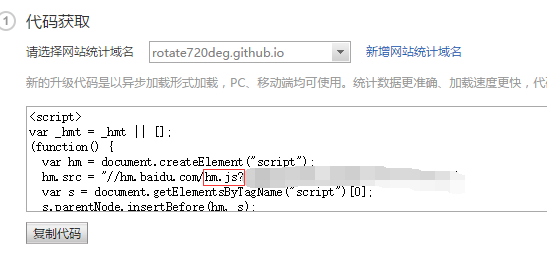 1 代码获取
请选择网站统计域名 rotate720deg.github.io 新增网站统计域名
新的升级代码是以异步加载形式加载，PC、移动端均可使用。统计数据更准确、加载速度更快，代
<script>
var _hmt = _hmt || [];
(function() {
  var hm = document.createElement("script");
  hm.src = "//hm.baidu.com/hm.js?
  var s = document.getElementsByTagName("script")[0];
  s.parentNode.insertBefore(hm, s);
复制代码